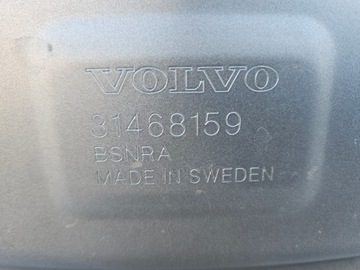 VOLVO
31468159
BSNRA
MADE IN SWEDEN